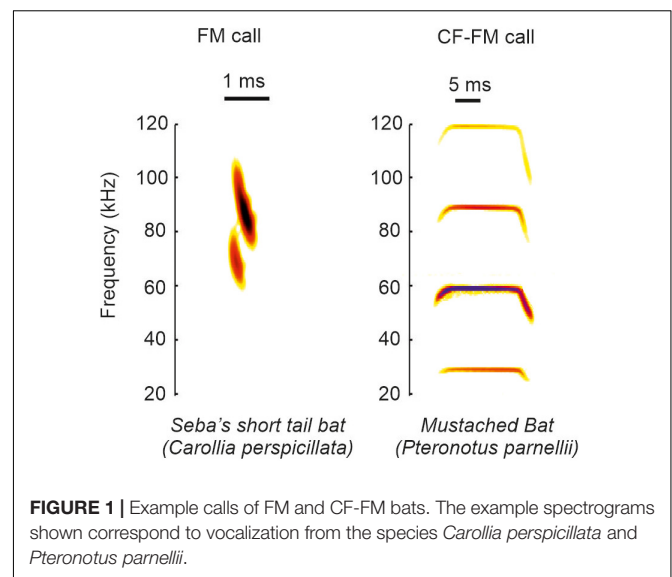 FM call
CF-FM call
1 ms
5 ms
Frequency (kHz)
120
100
80
60
40
20
120
100
80
60
40
20
Seba's short tail bat
(Carollia perspicillata)
Mustached Bat
(Pteronotus parnellii)
FIGURE 1 | Example calls of FM and CF-FM bats. The example spectrograms
shown correspond to vocalization from the species Carollia perspicillata and
Pteronotus parnellii.